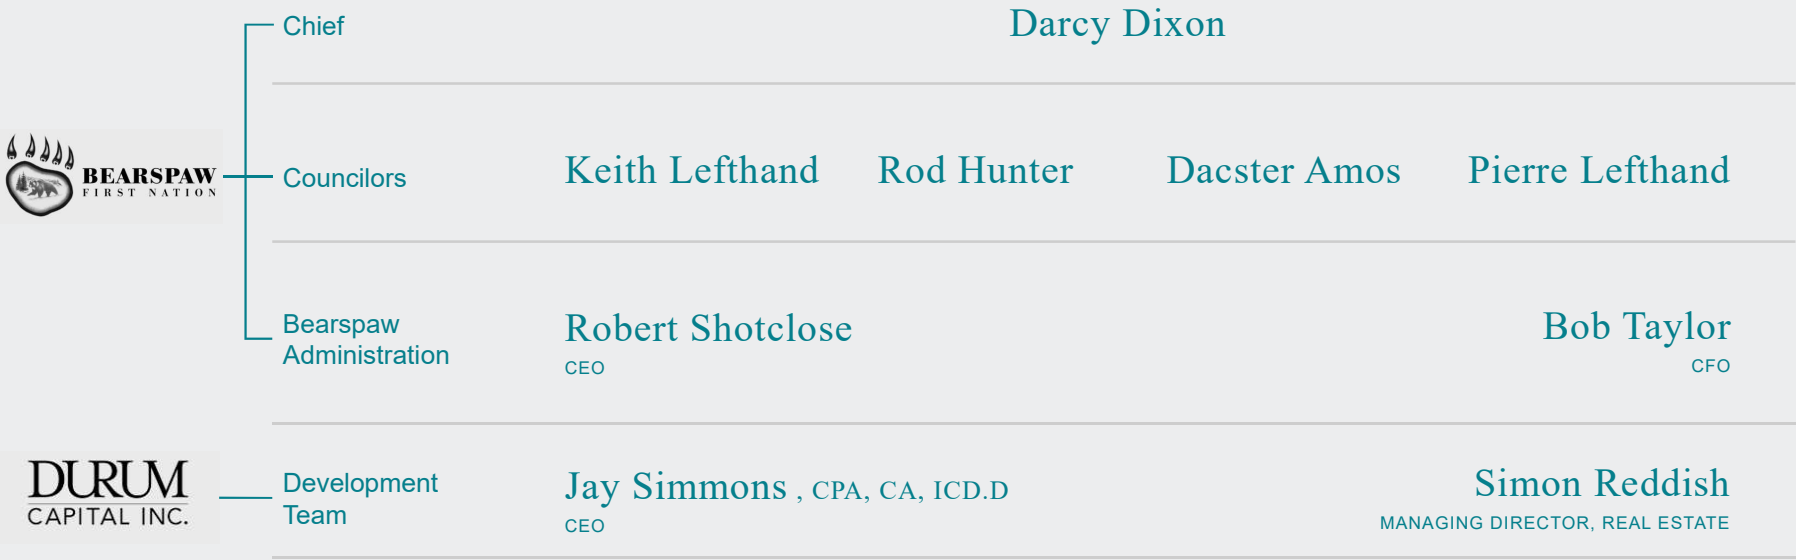 Chief
Darcy Dixon
BEARSPAW
FIRST NATION
Councilors
Keith Lefthand Rod Hunter Dacster Amos Pierre Lefthand
Bearspaw
Administration
Robert Shotclose
CEO
Bob Taylor
CFO
DURUM
CAPITAL INC.
Development
Team
Jay Simmons , CPA, CA, ICD.D
CEO
Simon Reddish
MANAGING DIRECTOR, REAL ESTATE